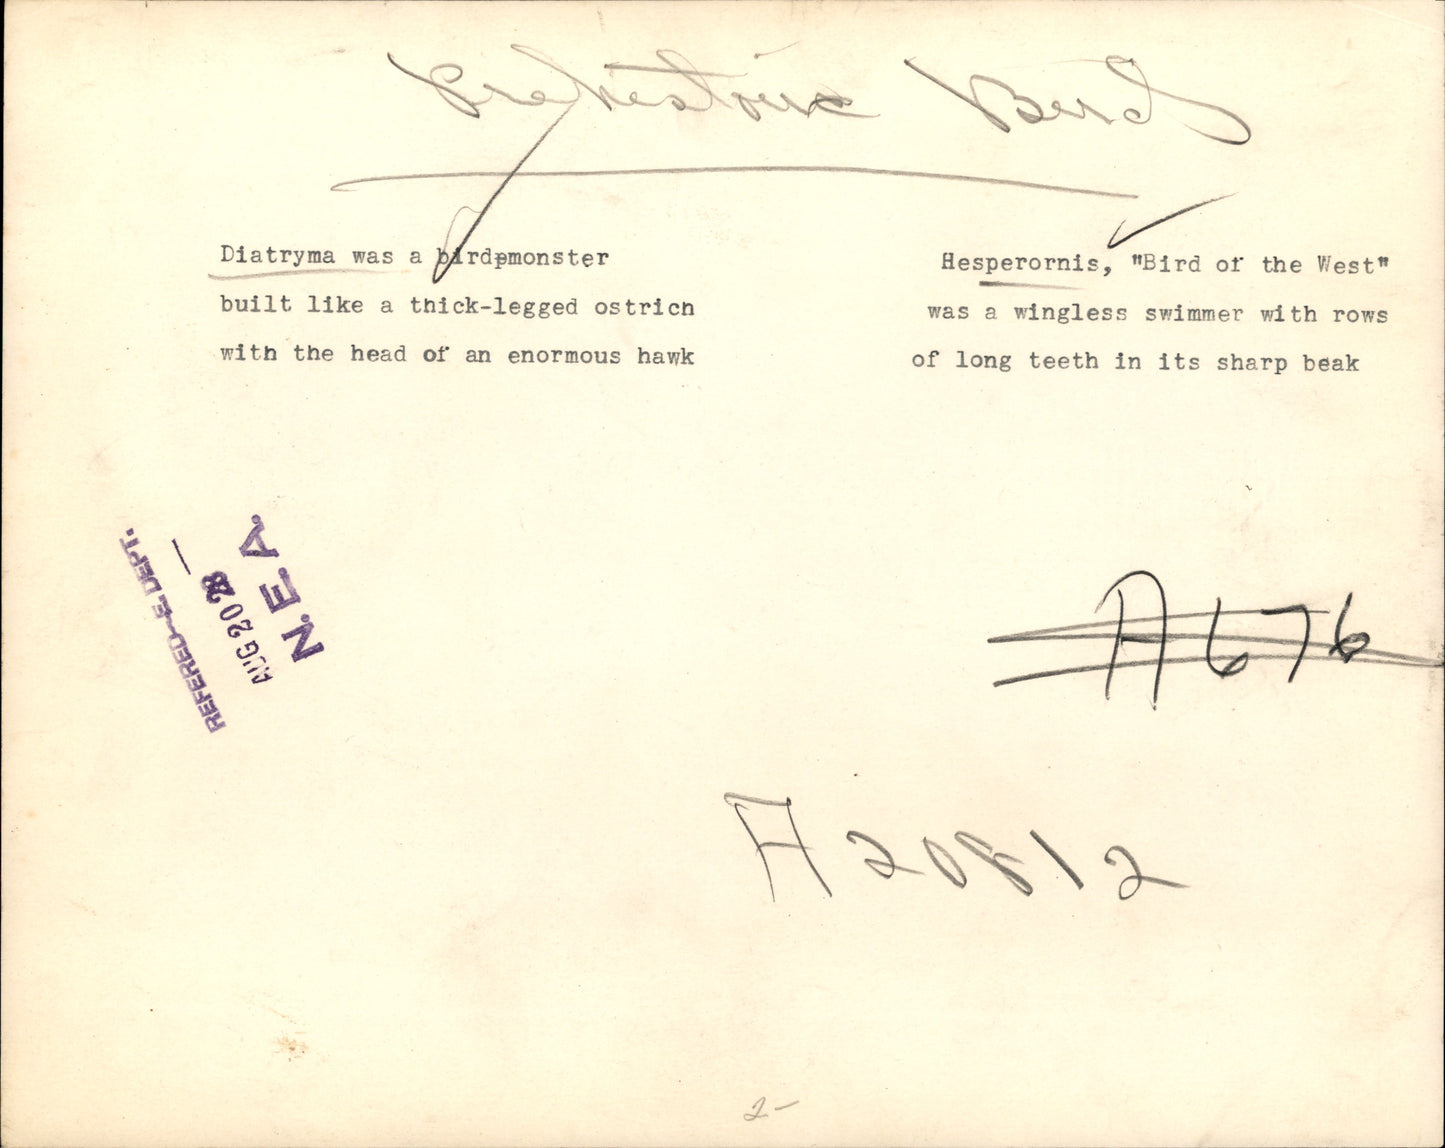 Prehistoric Bird
Diatryma was a birdpmonster
built like a thick-legged ostrich
with the head of an enormous hawk
Hesperornis, "Bird of the West"
was a wingless swimmer with rows
of long teeth in its sharp beak
REFERED-E. DEPT.
AUG 20 28
N.E.A.
A676
A20812
2-